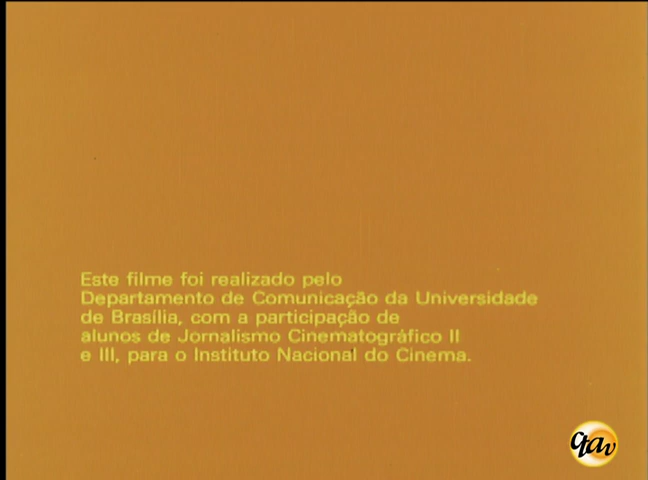 Este filme foi realizado pelo
Departamento de Comunicação da Universidade
de Brasília, com a participação de
alunos de Jornalismo Cinematográfico II
e III, para o Instituto Nacional do Cinema.
ctav